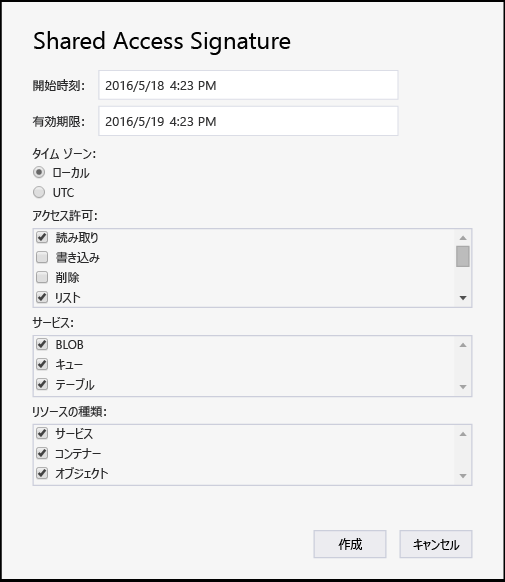 Shared Access Signature
開始時刻: 2016/5/18 4:23 PM
有効期限: 2016/5/19 4:23 PM
タイム ゾーン:
ローカル
UTC
アクセス許可:
読み取り
書き込み
削除
リスト
サービス:
BLOB
キュー
テーブル
リソースの種類:
サービス
コンテナー
オブジェクト
作成 キャンセル